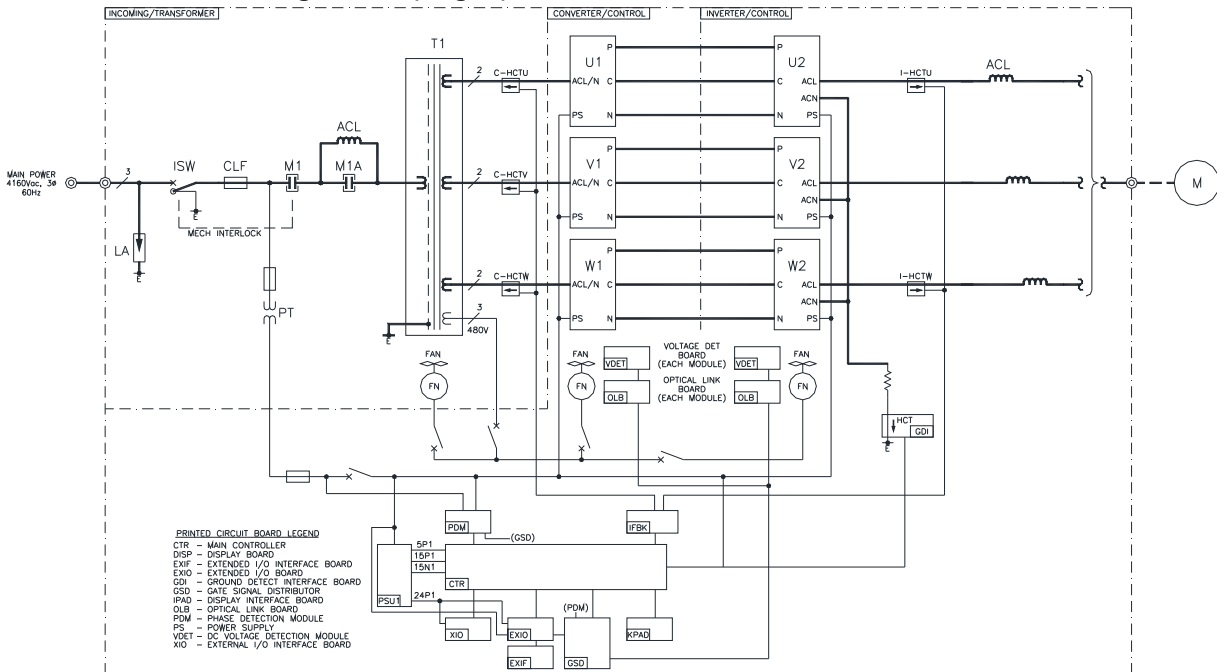 INCOMING/TRANSFORMER
CONVERTER/CONTROL
INVERTER/CONTROL
T1
2
C-HCTU
ACL/N
U1
P
C
N
PS
P
C
N
U2
ACL
ACN
PS
I-HCTU
ACL
MAIN POWER
4160Vac, 3ø
60Hz
3
ISW
CLF
M1
ACL
M1A
E
MECH INTERLOCK
LA
E
PT
2
C-HCTV
ACL/N
V1
P
C
N
PS
P
C
N
V2
ACL
ACN
PS
M
2
C-HCTW
ACL/N
W1
P
C
N
PS
P
C
N
W2
ACL
ACN
PS
I-HCTW
3
480V
E
FAN
FN
FAN
FN
VDET
VOLTAGE DET
BOARD
(EACH MODULE)
VDET
OLB
OPTICAL LINK
BOARD
(EACH MODULE)
OLB
FAN
FN
HCT
GDI
E
PDM
(GSD)
IFBK
5P1
15P1
15N1
CTR
PSU1
24P1
XIO
EXIO
EXIF
(PDM)
GSD
KPAD
PRINTED CIRCUIT BOARD LEGEND
CTR – MAIN CONTROLLER
DISP – DISPLAY BOARD
EXIF – EXTENDED I/O INTERFACE BOARD
EXIO – EXTENDED I/O BOARD
GDI – GROUND DETECT INTERFACE BOARD
GSD – GATE SIGNAL DISTRIBUTOR
IPAD – DISPLAY INTERFACE BOARD
OLB – OPTICAL LINK BOARD
PDM – PHASE DETECTION MODULE
PS – POWER SUPPLY
VDET – DC VOLTAGE DETECTION MODULE
XIO – EXTERNAL I/O INTERFACE BOARD